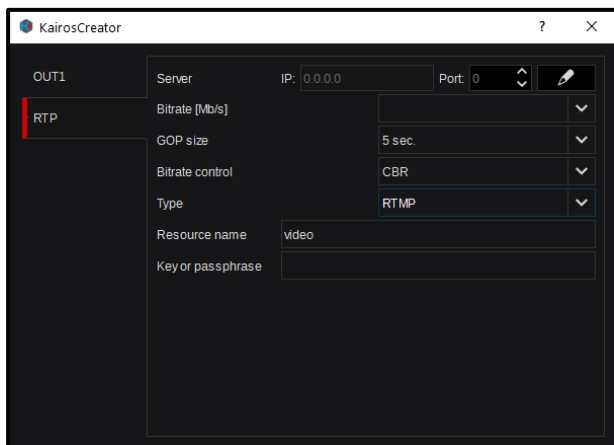 KairosCreator ? ×
OUT1
RTP
Server IP: 0.0.0.0 Port: 0
Bitrate [Mb/s]
GOP size 5 sec.
Bitrate control CBR
Type RTMP
Resource name video
Key or passphrase